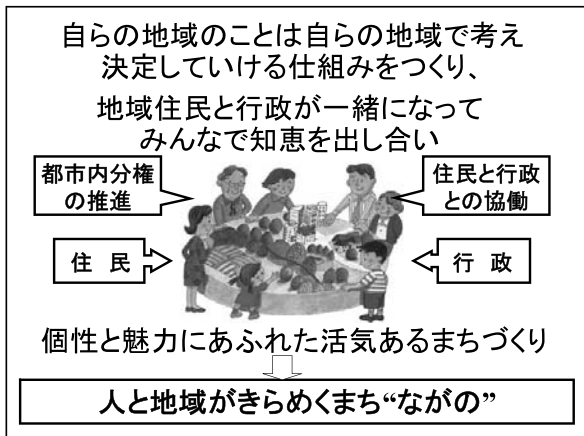 自らの地域のことは自らの地域で考え
決定していける仕組みをつくり、
地域住民と行政が一緒になって
みんなで知恵を出し合い
都市内分権
の推進
住民と行政
との協働
住 民
行 政
個性と魅力にあふれた活気あるまちづくり
人と地域がきらめくまち“ながの”